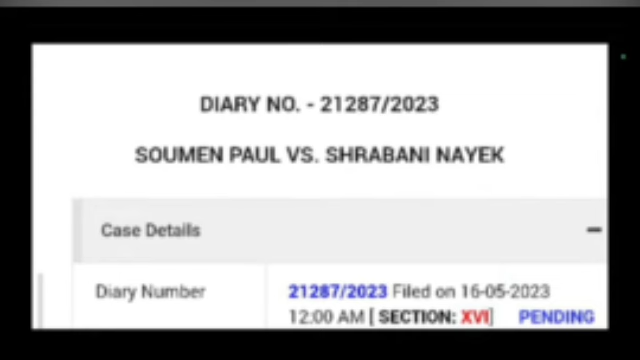 DIARY NO. - 21287/2023
SOUMEN PAUL VS. SHRABANI NAYEK
Case Details
Diary Number 21287/2023 Filed on 16-05-2023
12:00 AM [ SECTION: XVI] PENDING